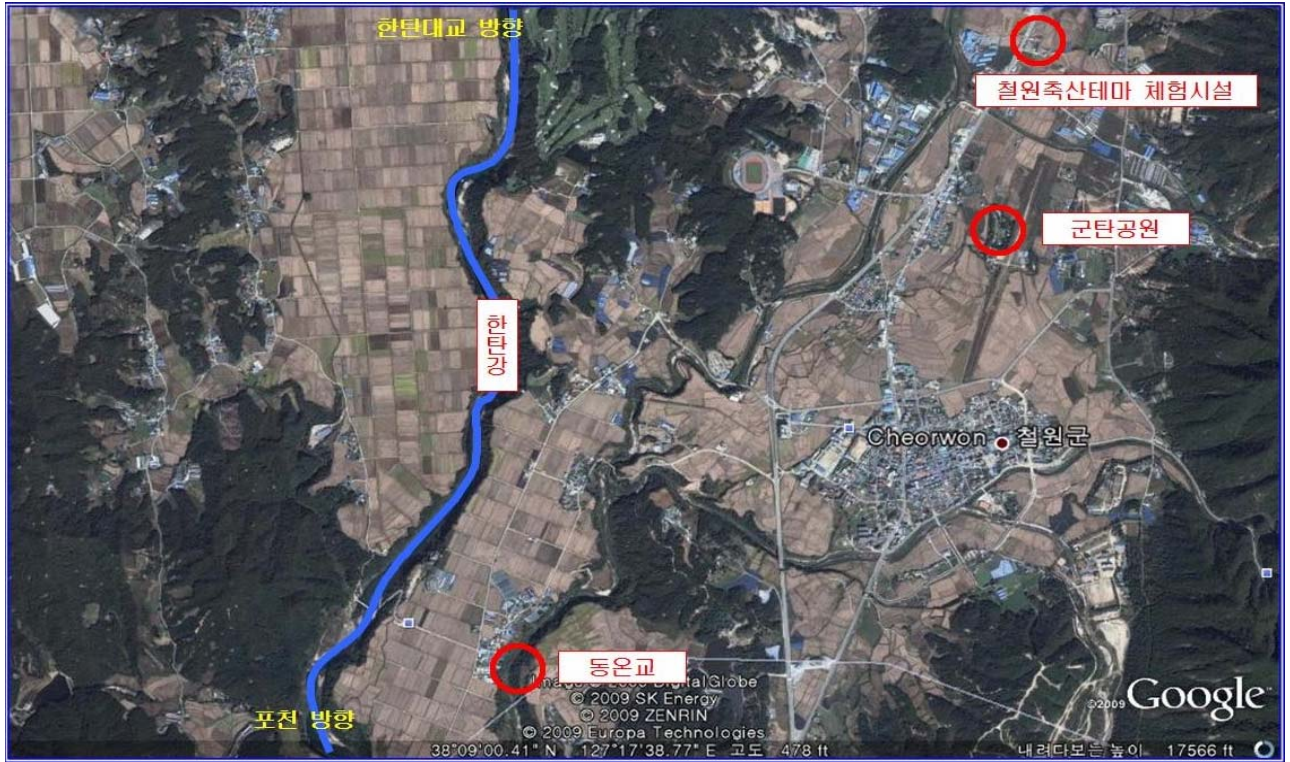 한탄대교 방향
철원축산테마 체험시설
군탄공원
한탄강
Cheorwon 철원군
동온교
포천 방향
DigitalGlobe
© 2009 SK Energy
© 2009 ZENRIN
© 2009 Europa Technologies
©2009 Google
38°09'00.41" N 127°17'38.77" E 고도 478 ft
내려다보는 높이 17566 ft